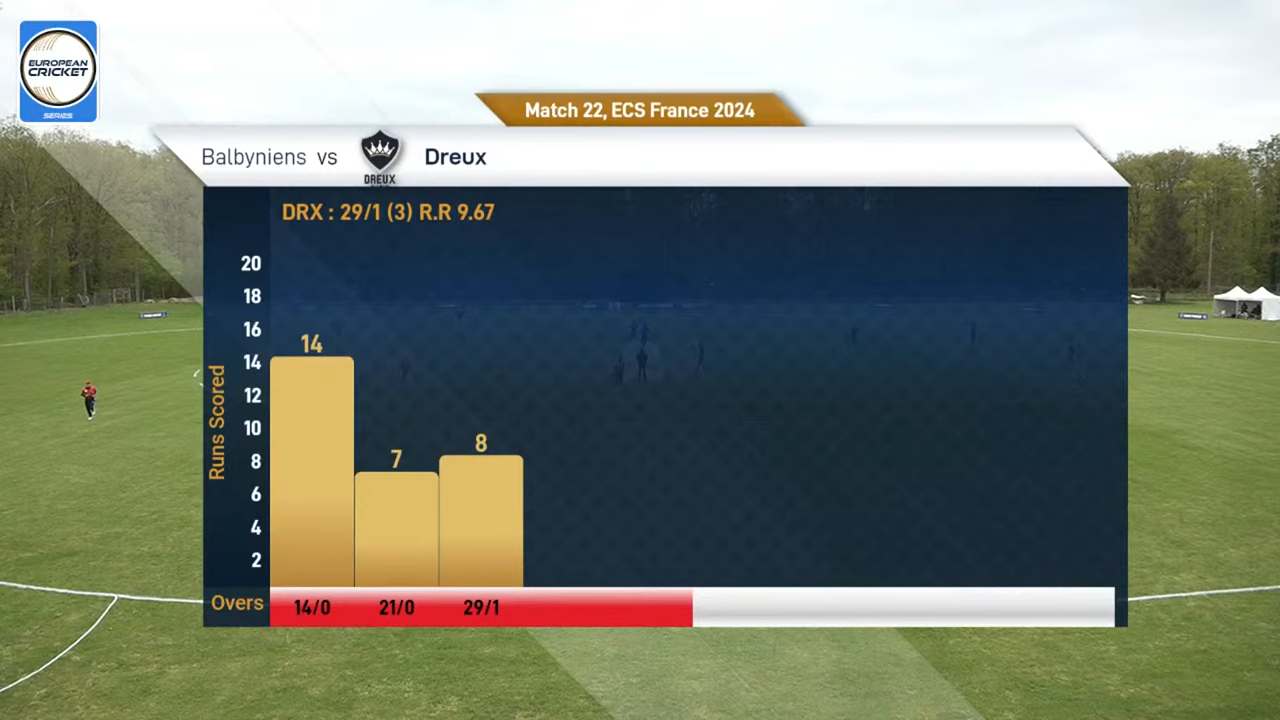 EUROPEAN
CRICKET
SERIES
Match 22, ECS France 2024
Balbyniens vs DREUX Dreux
DRX : 29/1 (3) R.R 9.67
Runs Scored
20
18
16
14
12
10
8
6
4
2
14
7
8
Overs 14/0 21/0 29/1